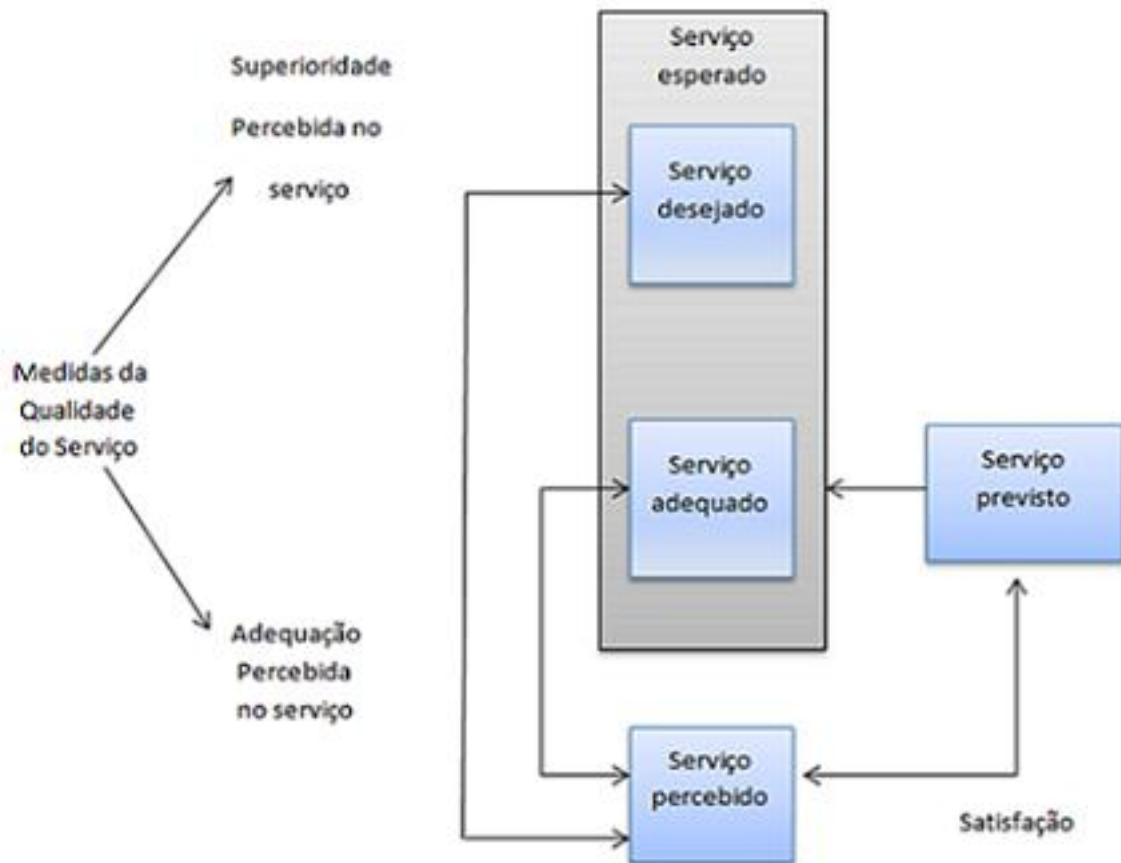 Superioridade
Percebida no
serviço
Medidas da
Qualidade
do Serviço
Adequação
Percebida
no serviço
Serviço
esperado
Serviço
desejado
Serviço
adequado
Serviço
previsto
Serviço
percebido
Satisfação